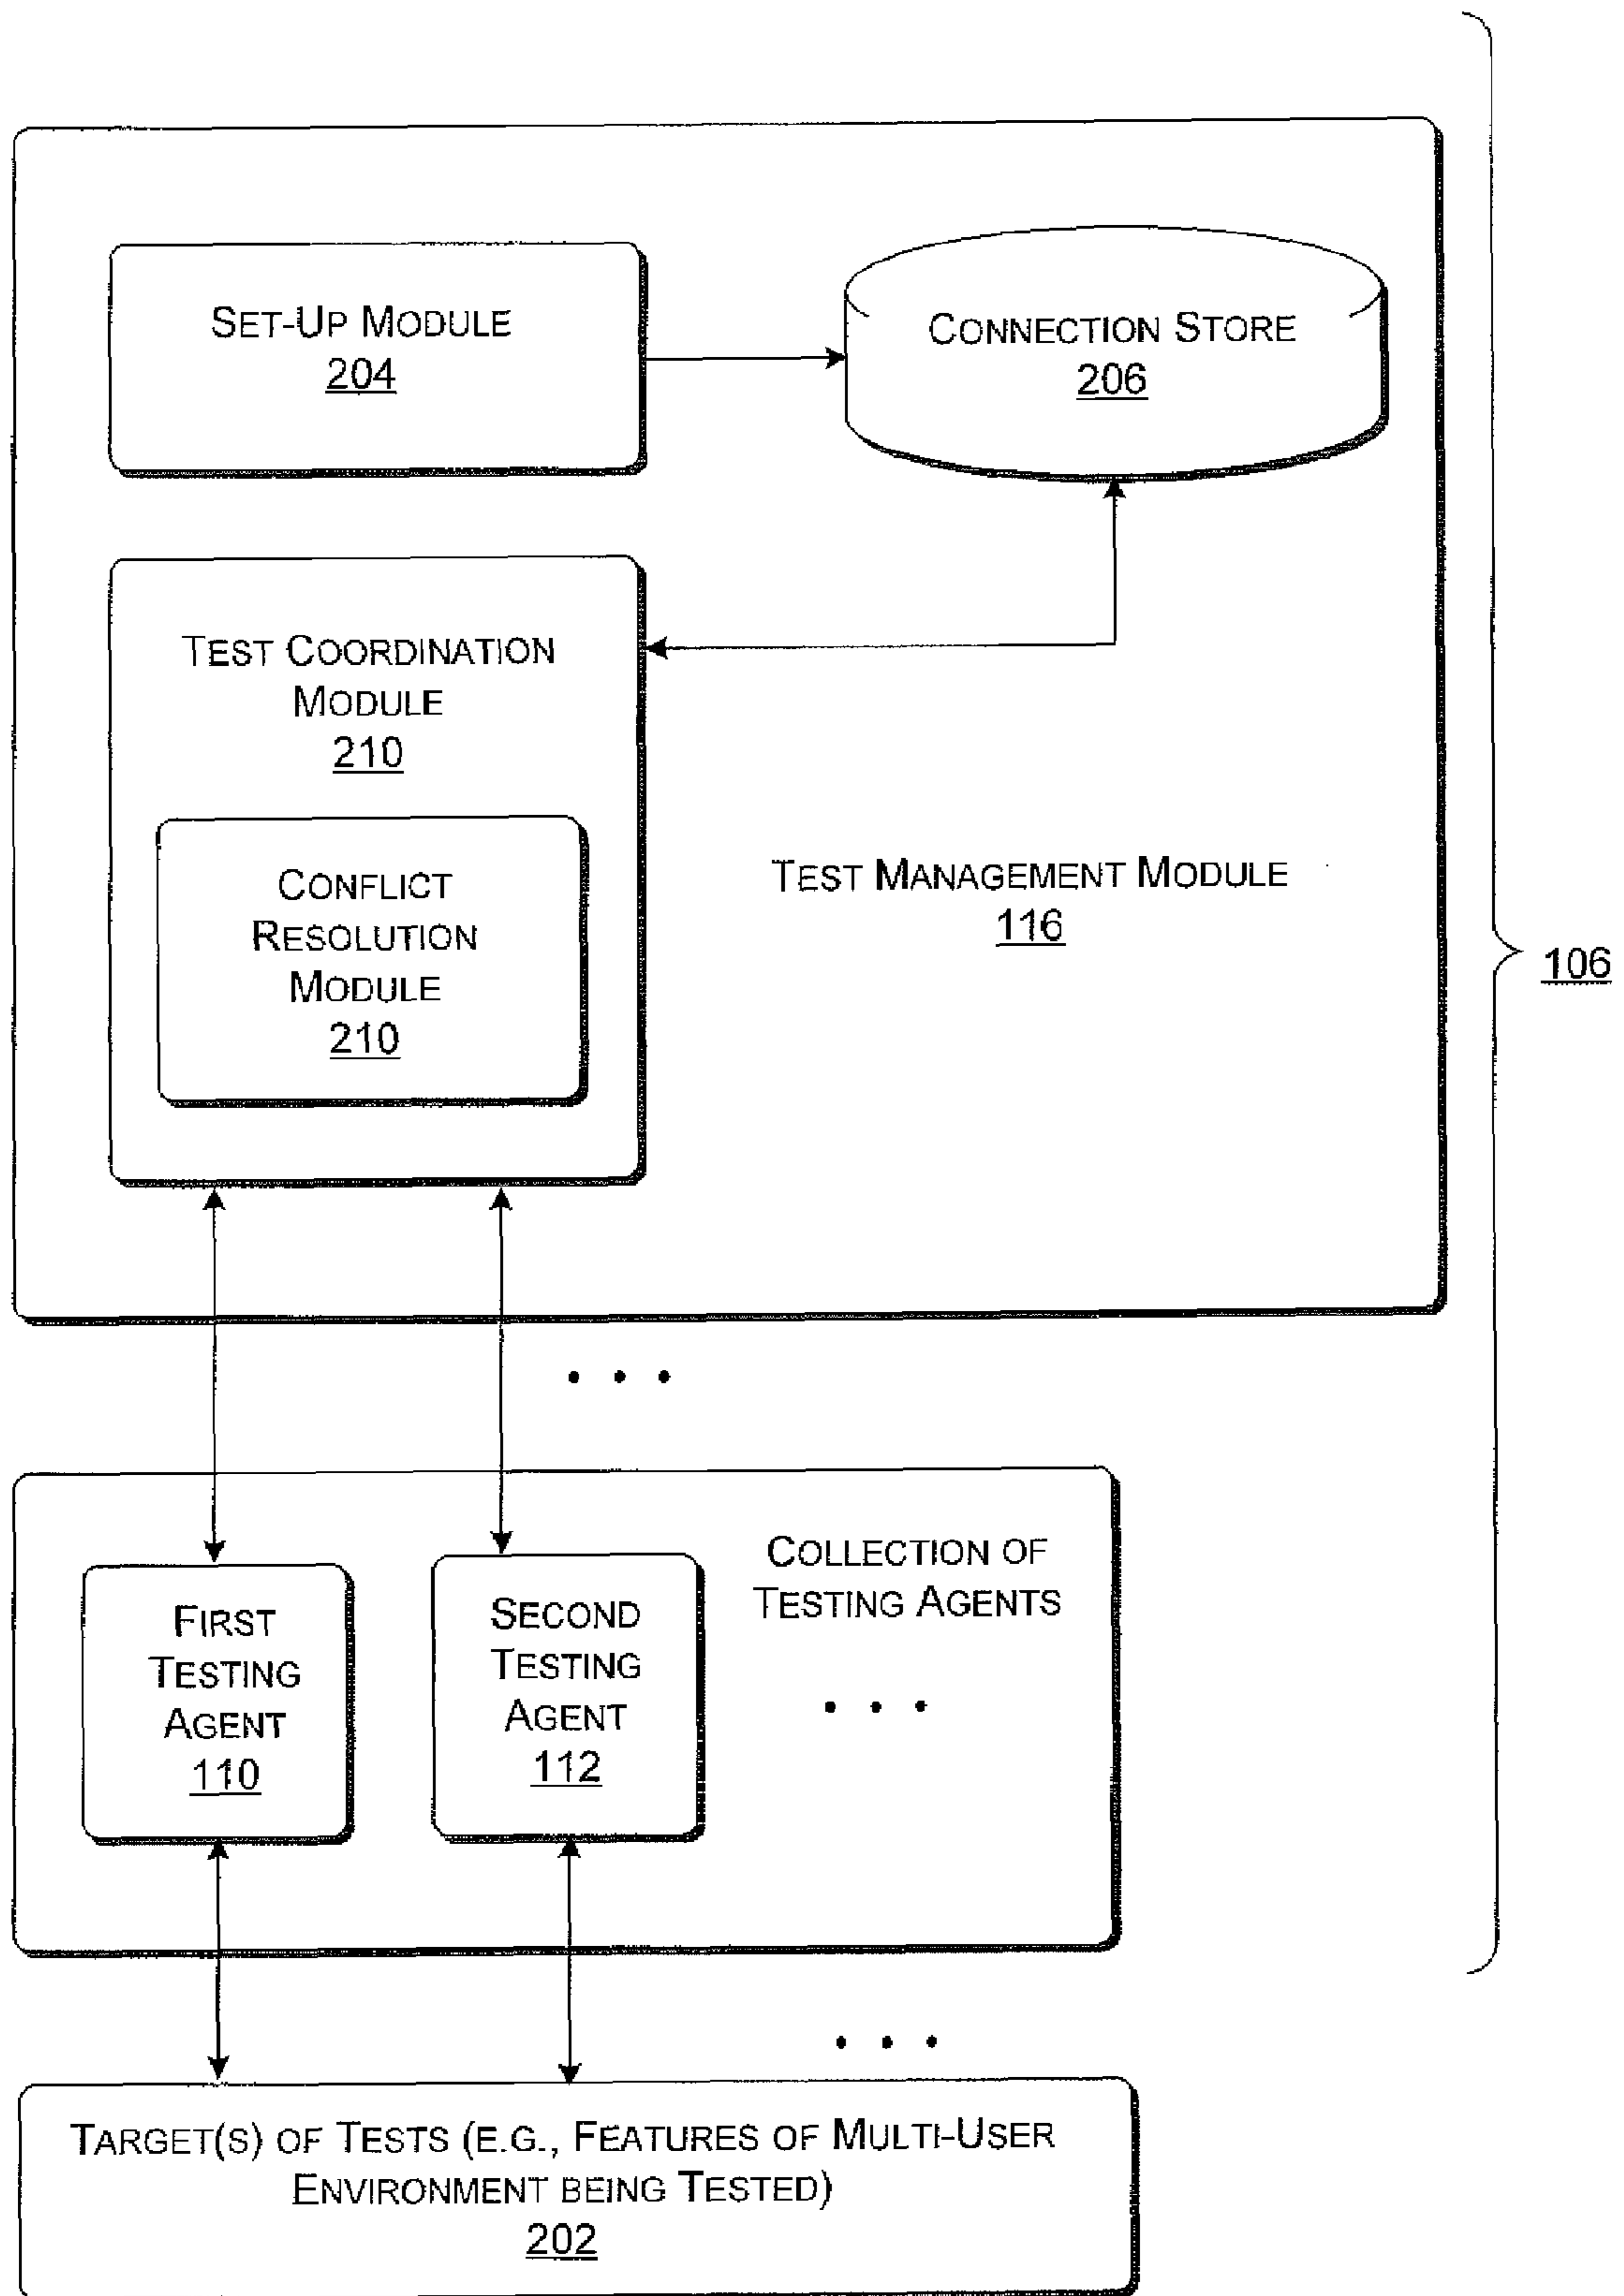 SET-UP MODULE
204
CONNECTION STORE
206
TEST COORDINATION
MODULE
210
CONFLICT
RESOLUTION
MODULE
210
TEST MANAGEMENT MODULE
116
106
COLLECTION OF
TESTING AGENTS
FIRST
TESTING
AGENT
110
SECOND
TESTING
AGENT
112
TARGET(S) OF TESTS (E.G., FEATURES OF MULTI-USER
ENVIRONMENT BEING TESTED)
202